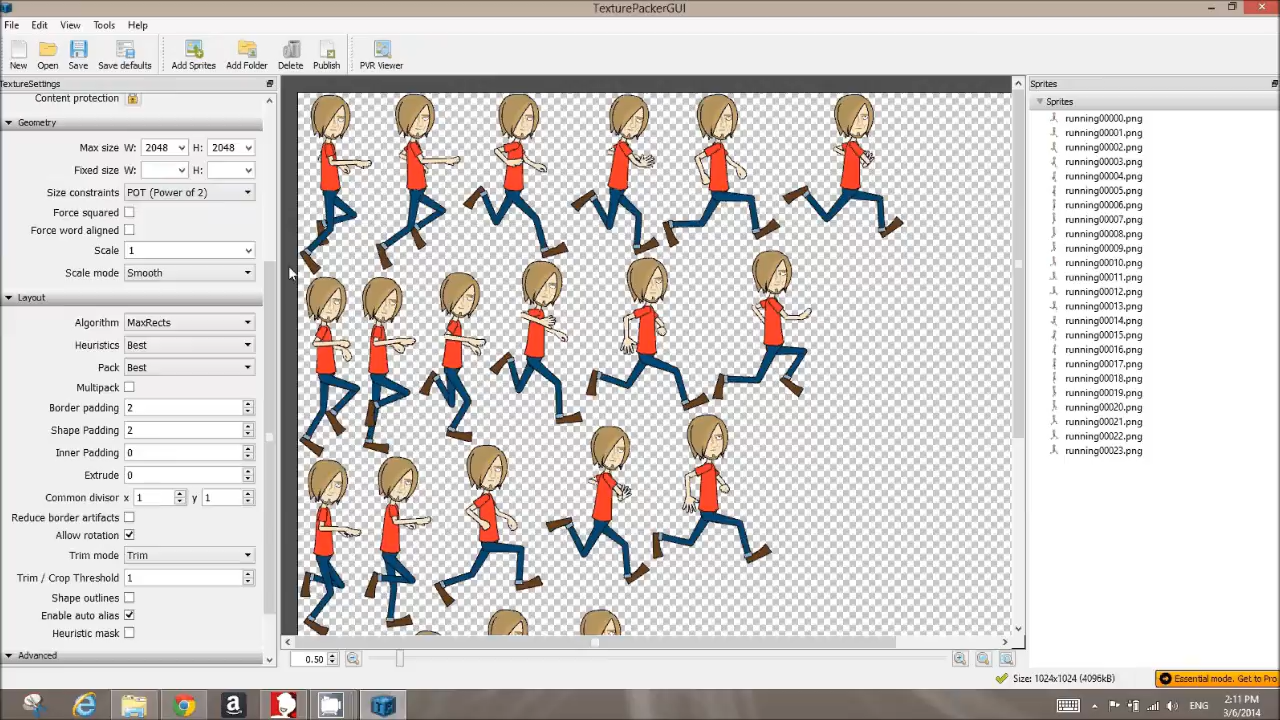 TexturePackerGUI
File Edit View Tools Help
New Open Save Save defaults Add Sprites Add Folder Delete Publish PVR Viewer
TextureSettings
Content protection
Geometry
Max size W: 2048 H: 2048
Fixed size W: H:
Size constraints POT (Power of 2)
Force squared
Force word aligned
Scale 1
Scale mode Smooth
Layout
Algorithm MaxRects
Heuristics Best
Pack Best
Multipack
Border padding 2
Shape Padding 2
Inner Padding 0
Extrude 0
Common divisor x 1 y 1
Reduce border artifacts
Allow rotation
Trim mode Trim
Trim / Crop Threshold 1
Shape outlines
Enable auto alias
Heuristic mask
Advanced
0.50
Sprites
Sprites
running00000.png
running00001.png
running00002.png
running00003.png
running00004.png
running00005.png
running00006.png
running00007.png
running00008.png
running00009.png
running00010.png
running00011.png
running00012.png
running00013.png
running00014.png
running00015.png
running00016.png
running00017.png
running00018.png
running00019.png
running00020.png
running00021.png
running00022.png
running00023.png
Size: 1024x1024 (4096kB)
Essential mode. Get to Pro
ENG
2:11 PM
3/6/2014